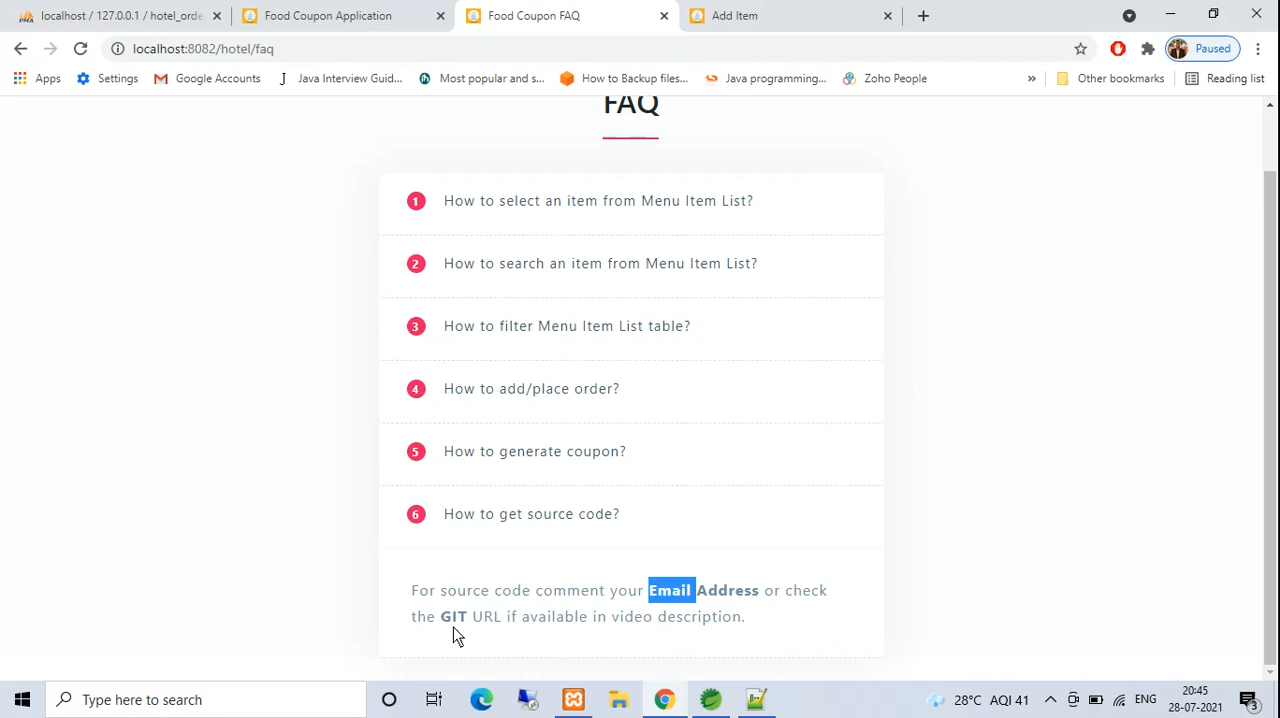 localhost / 127.0.0.1 / hotel_orde
Food Coupon Application
Food Coupon FAQ
Add Item
localhost:8082/hotel/faq
Paused
Apps
Settings
Google Accounts
Java Interview Guid...
Most popular and s...
How to Backup files...
Java programming,...
Zoho People
»
Other bookmarks
Reading list
FAQ
1 How to select an item from Menu Item List?
2 How to search an item from Menu Item List?
3 How to filter Menu Item List table?
4 How to add/place order?
5 How to generate coupon?
6 How to get source code?
For source code comment your Email Address or check
the GIT URL if available in video description.
Type here to search
28°C AQI 41
ENG
20:45
28-07-2021
3